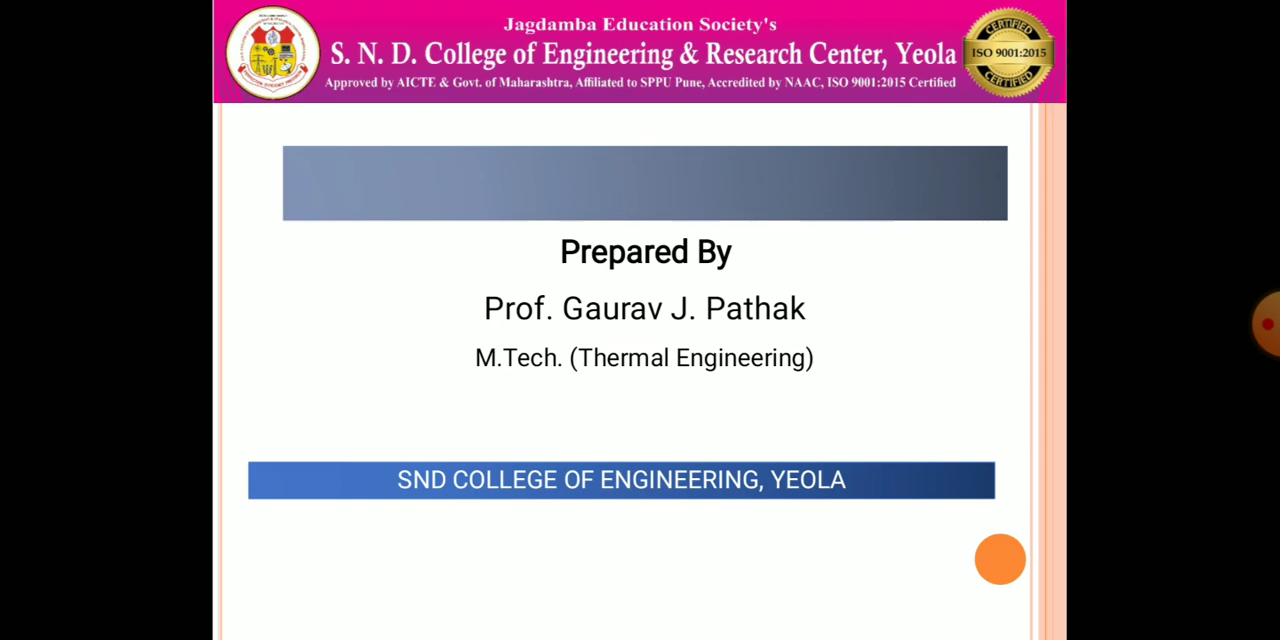 Jagdamba Education Society's
S. N. D. College of Engineering & Research Center, Yeola
Approved by AICTE & Govt. of Maharashtra, Affiliated to SPPU Pune, Accredited by NAAC, ISO 9001:2015 Certified
CERTIFIED
ISO 9001:2015
CERTIFIED
Prepared By
Prof. Gaurav J. Pathak
M.Tech. (Thermal Engineering)
SND COLLEGE OF ENGINEERING, YEOLA